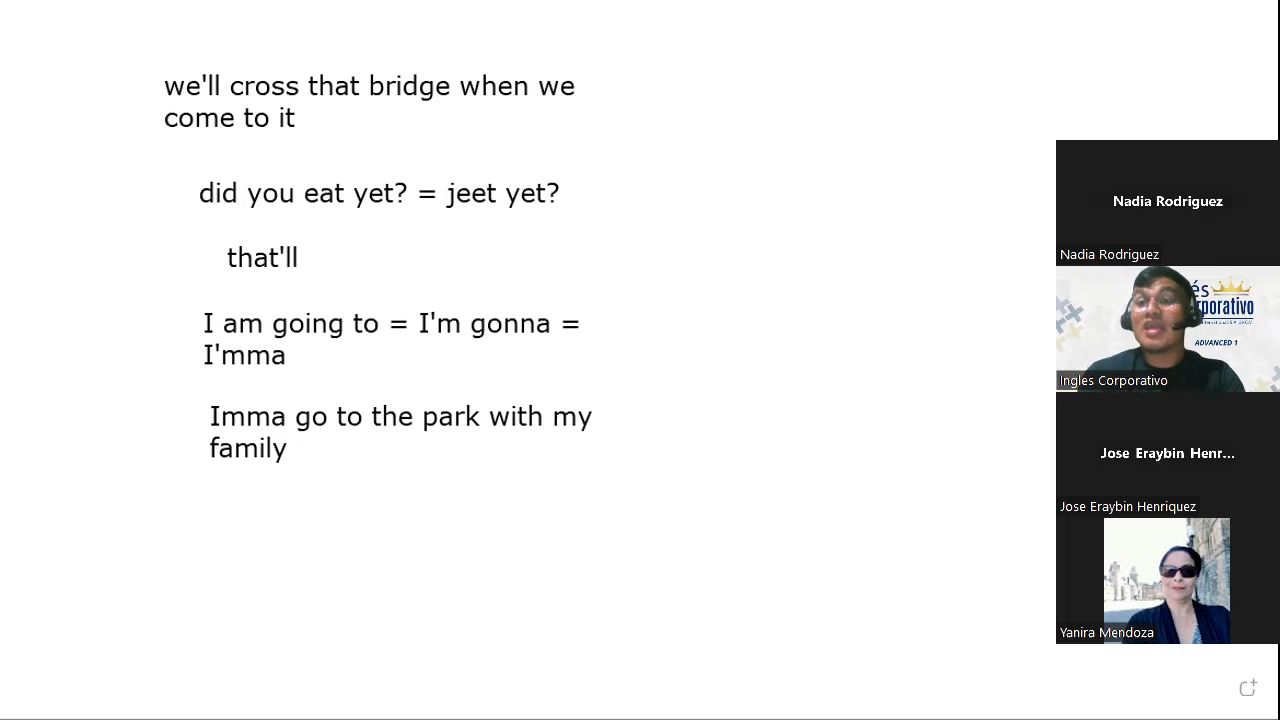 we'll cross that bridge when we
come to it
did you eat yet? = jeet yet?
that'll
I am going to = I'm gonna =
I'mma
Imma go to the park with my
family
Nadia Rodriguez
Nadia Rodriguez
és
rporativo
ADVANCED 1
Ingles Corporativo
Jose Eraybin Henr...
Jose Eraybin Henriquez
Yanira Mendoza